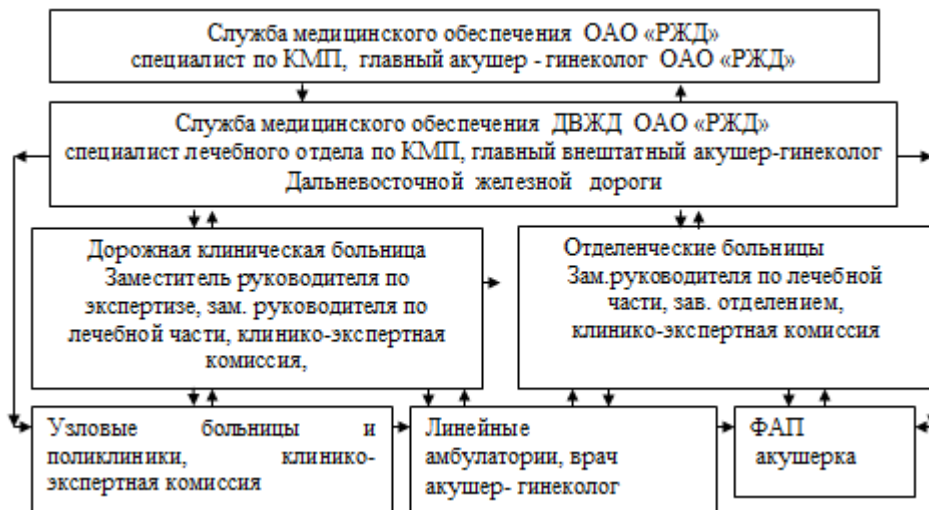 Служба медицинского обеспечения ОАО «РЖД»
специалист по КМП, главный акушер - гинеколог ОАО «РЖД»
Служба медицинского обеспечения ДВЖД ОАО «РЖД»
специалист лечебного отдела по КМП, главный внештатный акушер-гинеколог
Дальневосточной железной дороги
Дорожная клиническая больница
Заместитель руководителя по
экспертизе, зам. руководителя по
лечебной части, клинико-экспертная
комиссия,
Отделенческие больницы
Зам.руководителя по лечебной
части, зав. отделением,
клинико-экспертная комиссия
Узловые больницы и
поликлиники, клинико-
экспертная комиссия
Линейные
амбулатории, врач
акушер- гинеколог
ФАП
акушерка